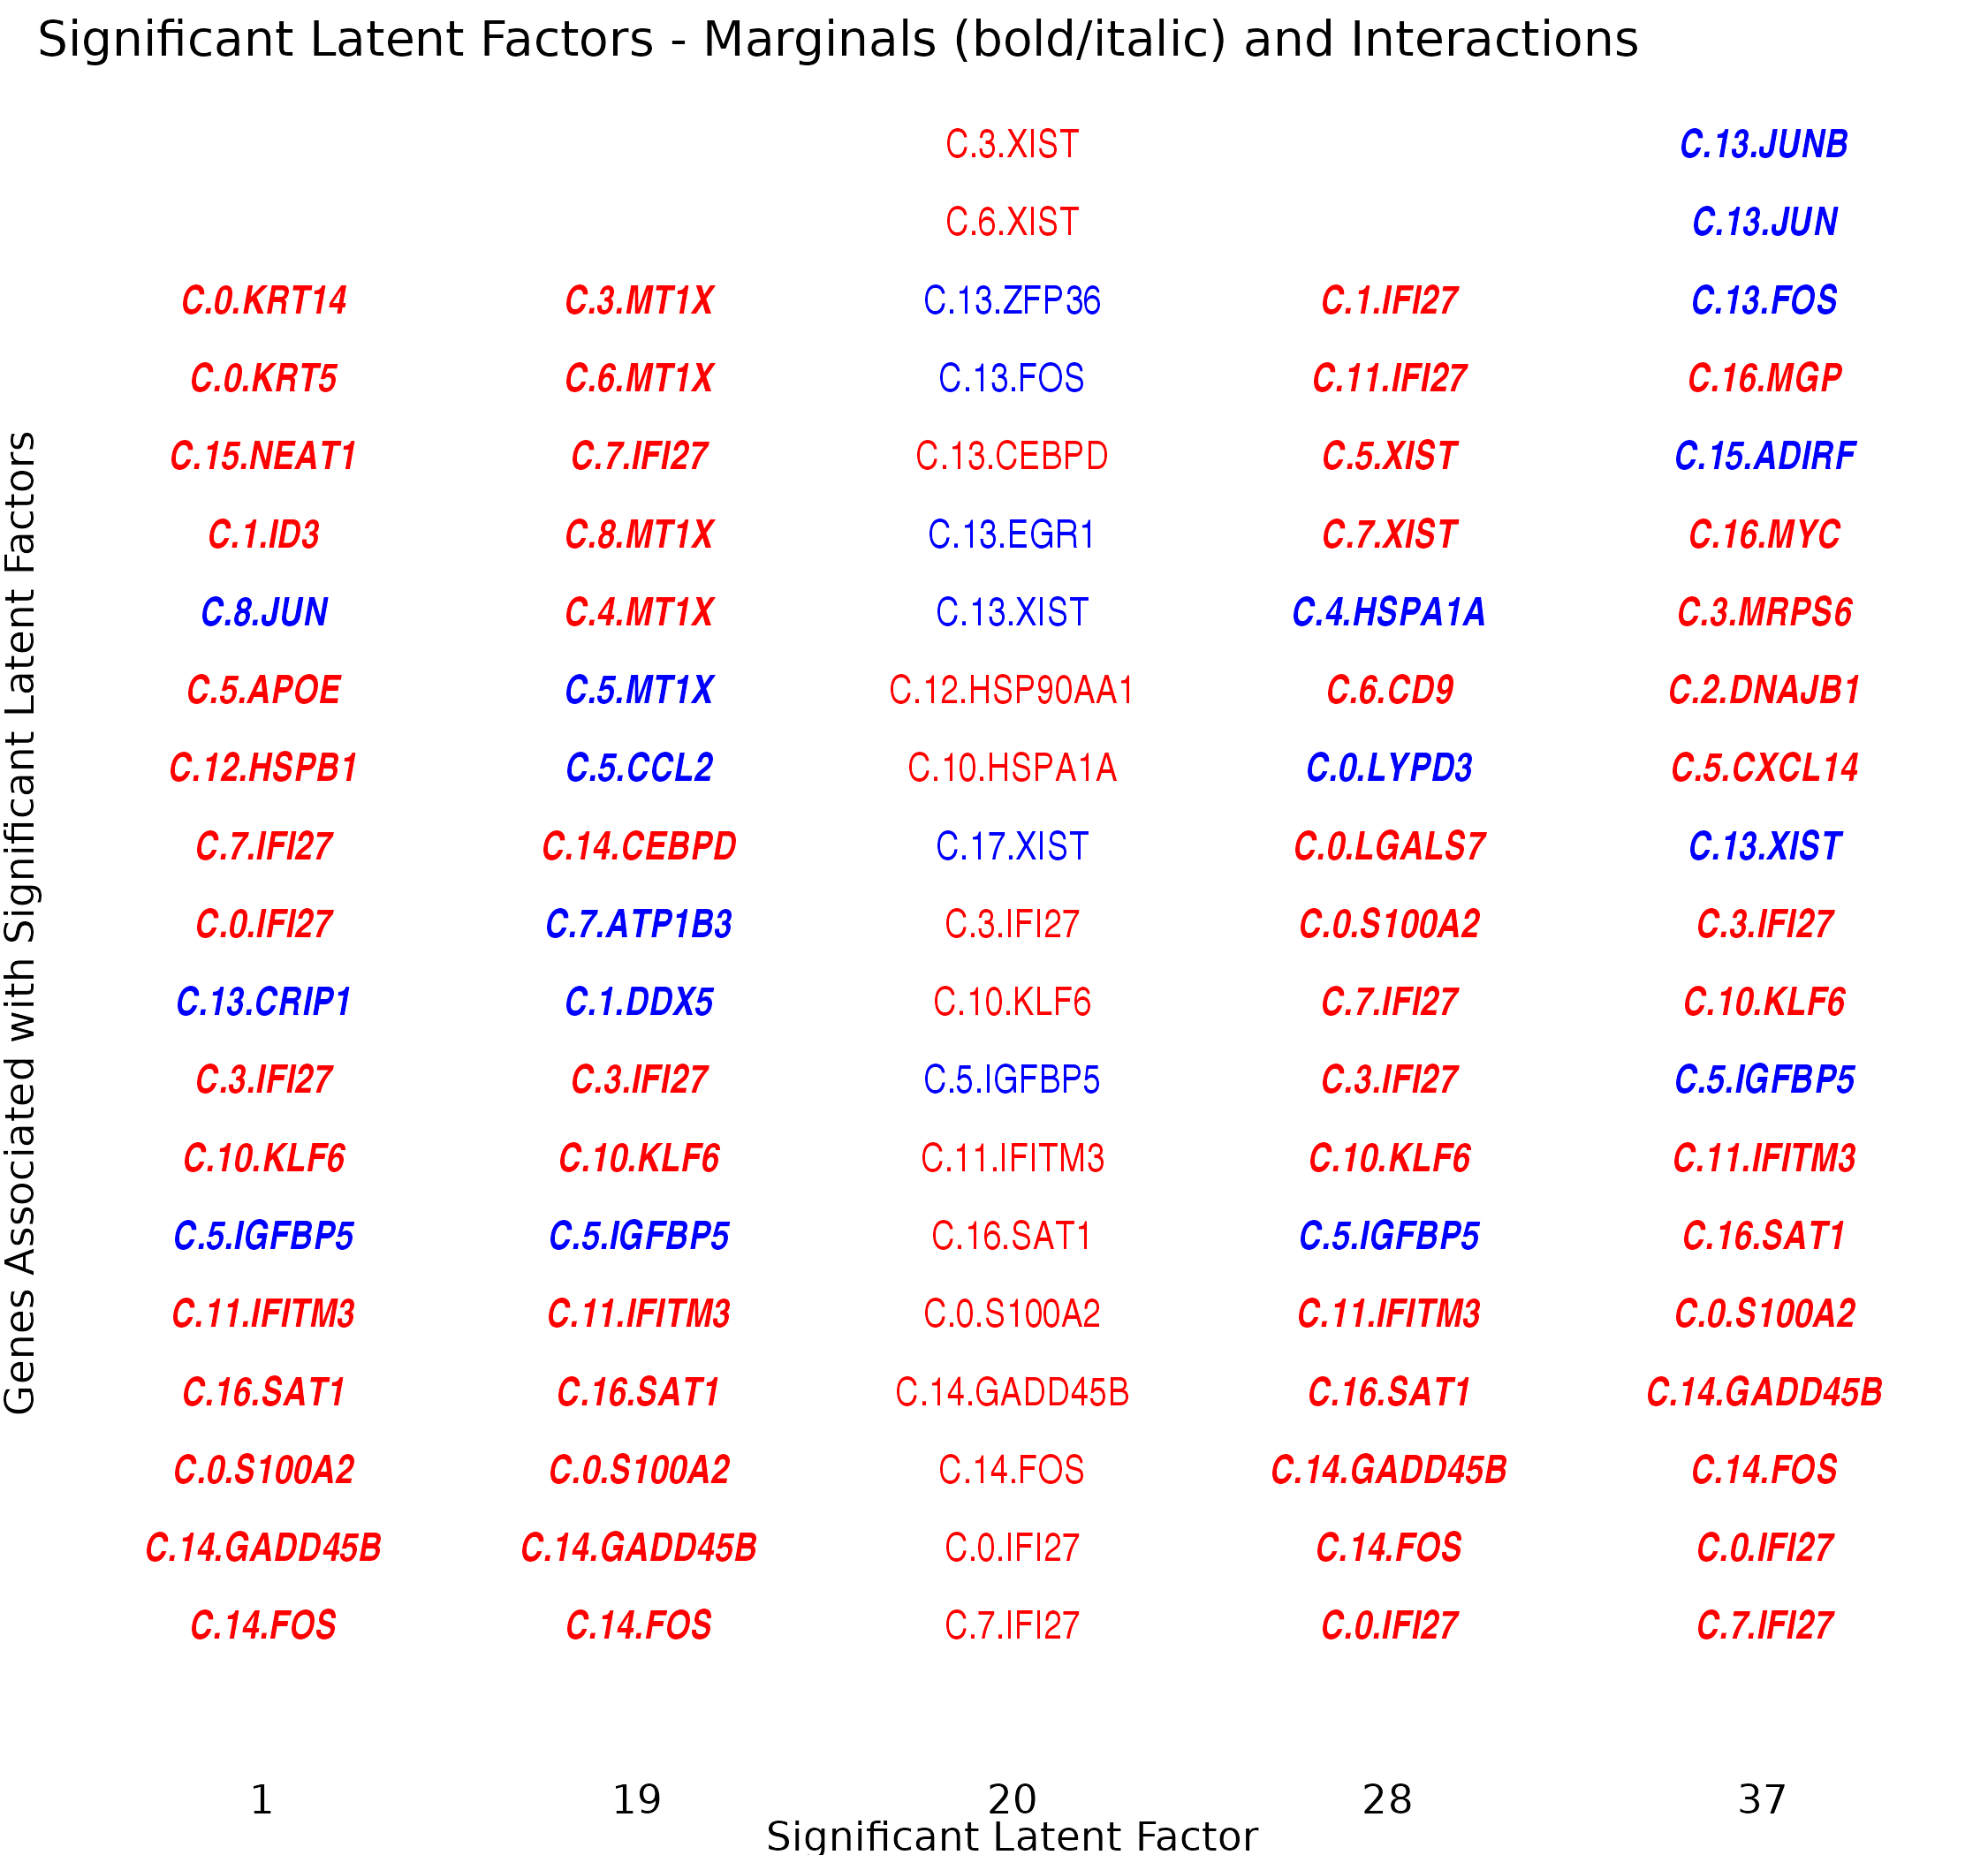 Significant Latent Factors - Marginals (bold/italic) and Interactions
Genes Associated with Significant Latent Factors
C.3.XIST C.13.JUNB
C.6.XIST C.13.JUN
C.0.KRT14 C.3.MT1X C.13.ZFP36 C.1.IFI27 C.13.FOS
C.0.KRT5 C.6.MT1X C.13.FOS C.11.IFI27 C.16.MGP
C.15.NEAT1 C.7.IFI27 C.13.CEBPD C.5.XIST C.15.ADIRF
C.1.ID3 C.8.MT1X C.13.EGR1 C.7.XIST C.16.MYC
C.8.JUN C.4.MT1X C.13.XIST C.4.HSPA1A C.3.MRPS6
C.5.APOE C.5.MT1X C.12.HSP90AA1 C.6.CD9 C.2.DNAJB1
C.12.HSPB1 C.5.CCL2 C.10.HSPA1A C.0.LYPD3 C.5.CXCL14
C.7.IFI27 C.14.CEBPD C.17.XIST C.0.LGALS7 C.13.XIST
C.0.IFI27 C.7.ATP1B3 C.3.IFI27 C.0.S100A2 C.3.IFI27
C.13.CRIP1 C.1.DDX5 C.10.KLF6 C.7.IFI27 C.10.KLF6
C.3.IFI27 C.3.IFI27 C.5.IGFBP5 C.3.IFI27 C.5.IGFBP5
C.10.KLF6 C.10.KLF6 C.11.IFITM3 C.10.KLF6 C.11.IFITM3
C.5.IGFBP5 C.5.IGFBP5 C.16.SAT1 C.5.IGFBP5 C.16.SAT1
C.11.IFITM3 C.11.IFITM3 C.0.S100A2 C.11.IFITM3 C.0.S100A2
C.16.SAT1 C.16.SAT1 C.14.GADD45B C.16.SAT1 C.14.GADD45B
C.0.S100A2 C.0.S100A2 C.14.FOS C.14.GADD45B C.14.FOS
C.14.GADD45B C.14.GADD45B C.0.IFI27 C.14.FOS C.0.IFI27
C.14.FOS C.14.FOS C.7.IFI27 C.0.IFI27 C.7.IFI27
1 19 20 28 37
Significant Latent Factor